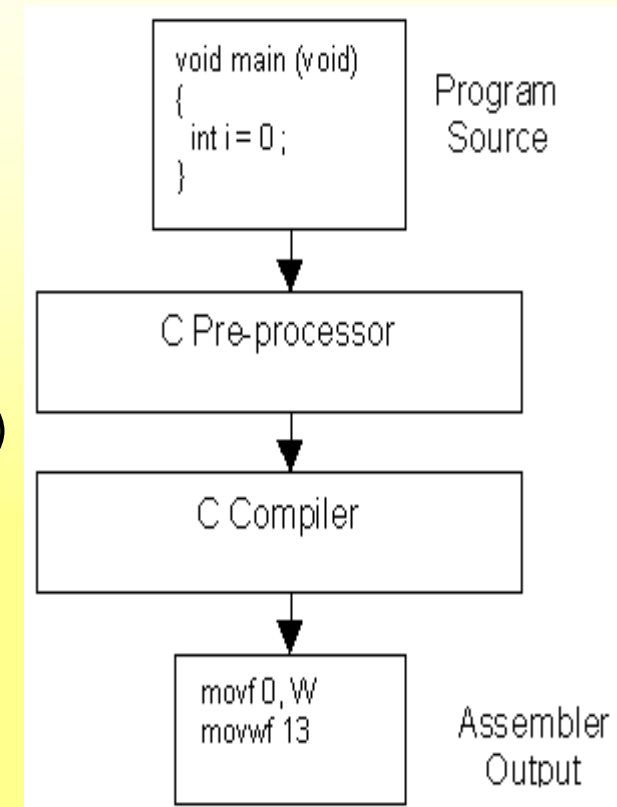 void main (void)
{
int i = 0 ;
}
Program
Source
C Pre-processor
)
C Compiler
movf 0, W
movwf 13
Assembler
Output